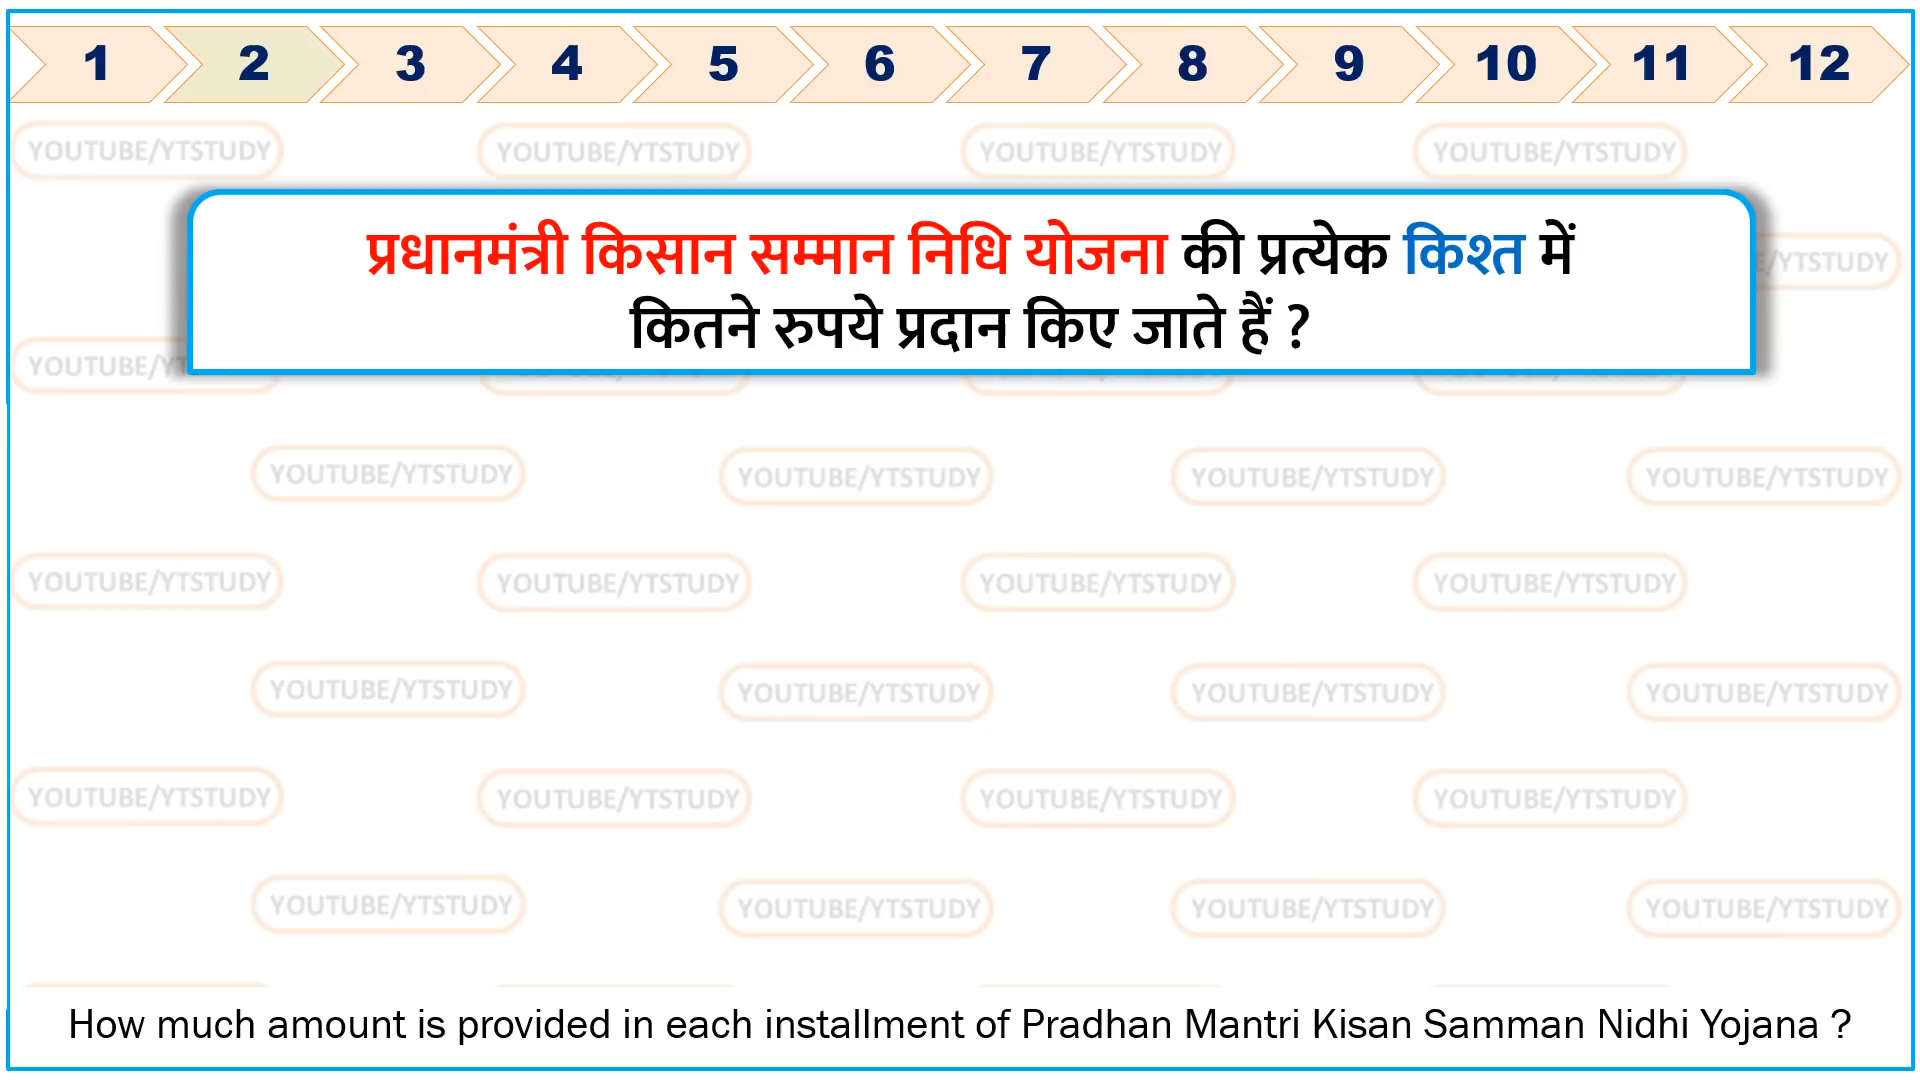 1 2 3 4 5 6 7 8 9 10 11 12
YOUTUBE/YTSTUDY YOUTUBE/YTSTUDY YOUTUBE/YTSTUDY YOUTUBE/YTSTUDY
प्रधानमंत्री किसान सम्मान निधि योजना की प्रत्येक किश्त में
E/YTSTUDY
कितने रुपये प्रदान किए जाते हैं ?
YOUTUBE/YT
YOUTUBE/YTSTUDY YOUTUBE/YTSTUDY YOUTUBE/YTSTUDY YOUTUBE/YTSTUDY
YOUTUBE/YTSTUDY YOUTUBE/YTSTUDY YOUTUBE/YTSTUDY YOUTUBE/YTSTUDY
YOUTUBE/YTSTUDY YOUTUBE/YTSTUDY YOUTUBE/YTSTUDY YOUTUBE/YTSTUDY
YOUTUBE/YTSTUDY YOUTUBE/YTSTUDY YOUTUBE/YTSTUDY YOUTUBE/YTSTUDY
YOUTUBE/YTSTUDY YOUTUBE/YTSTUDY YOUTUBE/YTSTUDY YOUTUBE/YTSTUDY
How much amount is provided in each installment of Pradhan Mantri Kisan Samman Nidhi Yojana ?